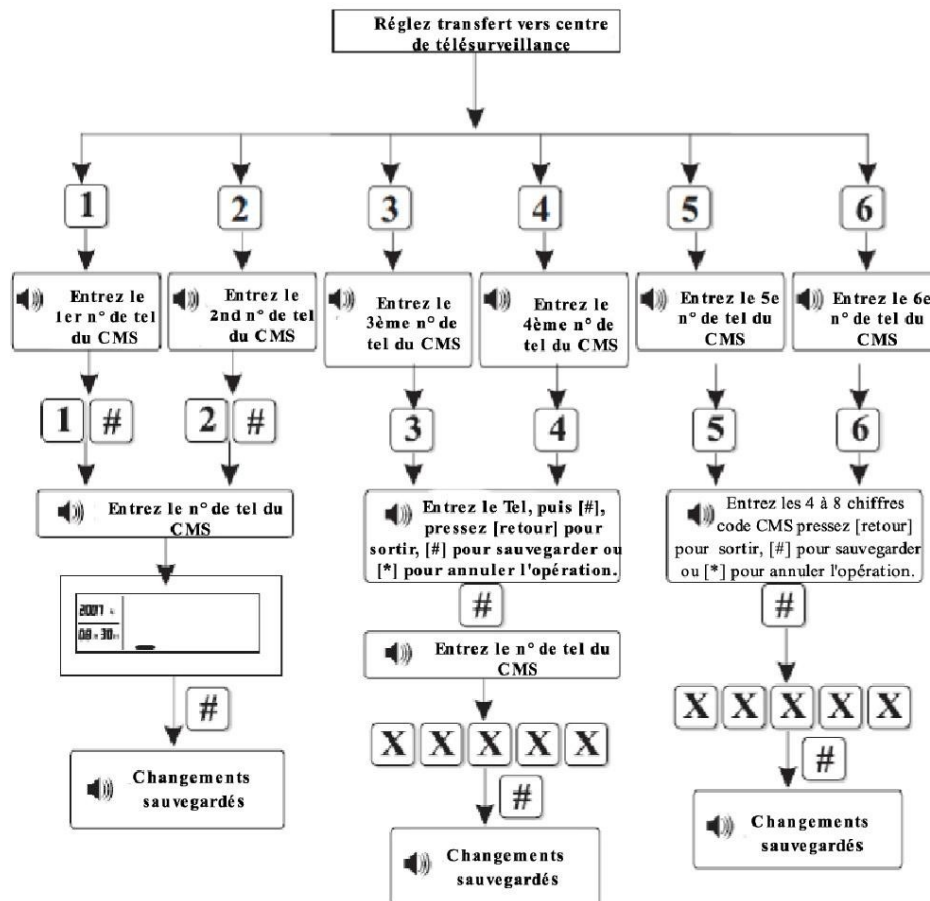 Réglez transfert vers centre
de télésurveillance
1
2
3
4
5
6
Entrez le
1er n° de tel
du CMS
Entrez le
2nd n° de tel
du CMS
Entrez le
3ème n° de
tel du CMS
Entrez le
4ème n° de
tel du CMS
Entrez le 5e
n° de tel du
CMS
Entrez le 6e
n° de tel du
CMS
1 #
2 #
3
4
5
6
Entrez le n° de tel du
CMS
Entrez le Tel, puis [#],
pressez [retour] pour
sortir, [#] pour sauvegarder ou
[*] pour annuler l'opération.
Entrez les 4 à 8 chiffres
code CMS pressez [retour]
pour sortir, [#] pour sauvegarder
ou [*] pour annuler l'opération.
2007
08 30
#
Changements
sauvegardés
#
Entrez le n° de tel du
CMS
X X X X X
#
Changements
sauvegardés
#
X X X X X
#
Changements
sauvegardés